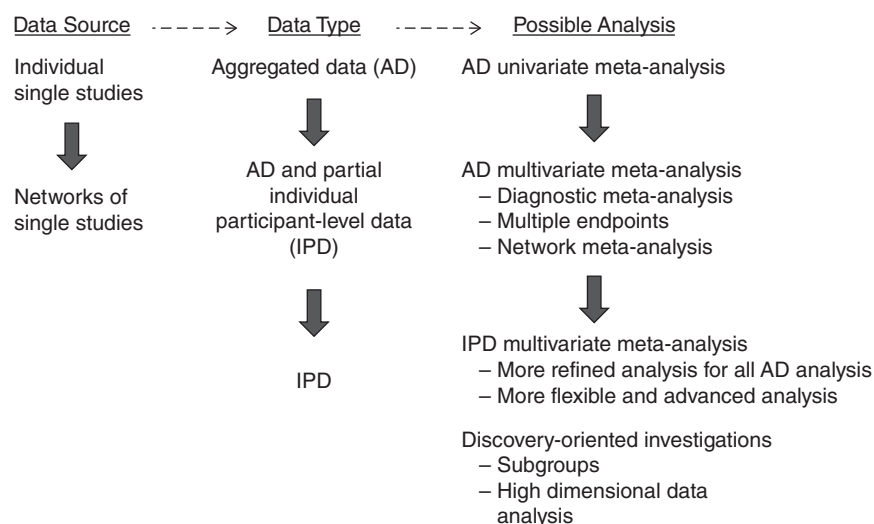 Data Source
Data Type
Possible Analysis
Individual
single studies
Networks of
single studies
Aggregated data (AD)
AD and partial
individual
participant-level data
(IPD)
IPD
AD univariate meta-analysis
AD multivariate meta-analysis
– Diagnostic meta-analysis
– Multiple endpoints
– Network meta-analysis
IPD multivariate meta-analysis
– More refined analysis for all AD analysis
– More flexible and advanced analysis
Discovery-oriented investigations
– Subgroups
– High dimensional data
analysis